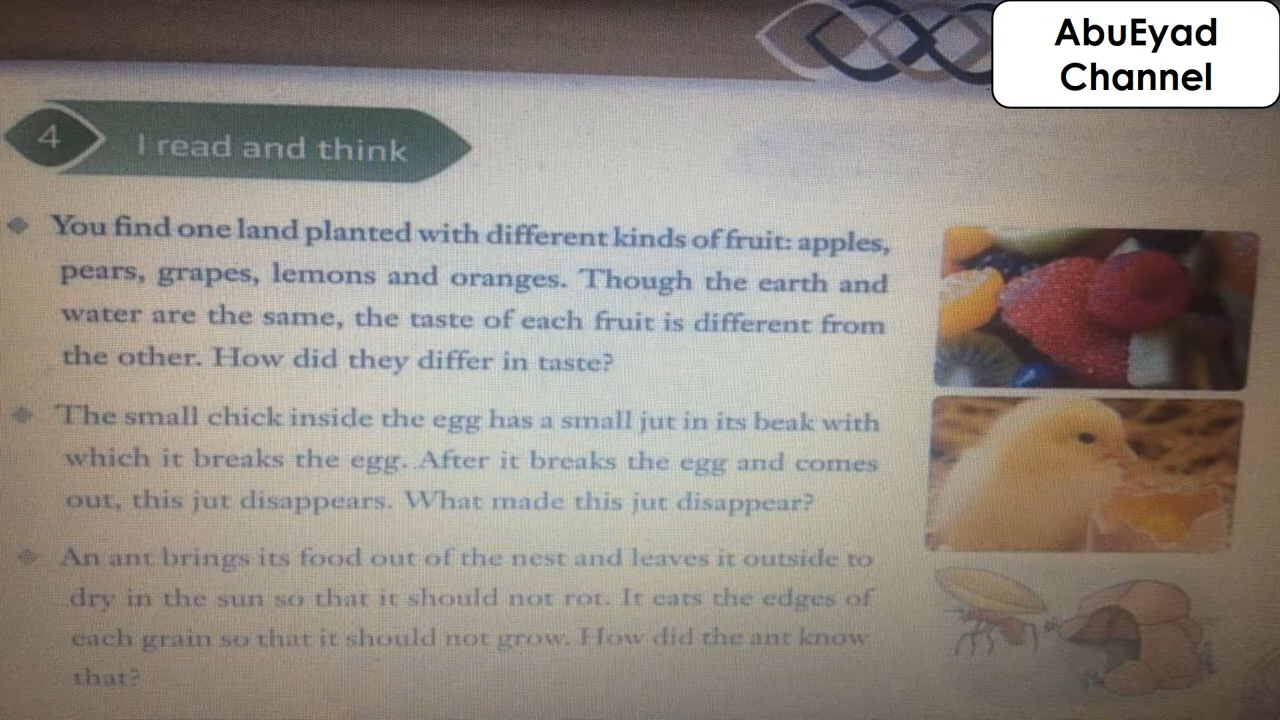 AbuEyad
Channel
4
I read and think
You find one land planted with different kinds of fruit: apples,
pears, grapes, lemons and oranges. Though the earth and
water are the same, the taste of each fruit is different from
the other. How did they differ in taste?
The small chick inside the egg has a small jut in its beak with
which it breaks the egg. After it breaks the egg and comes
out, this jut disappears. What made this jut disappear?
An ant brings its food out of the nest and leaves it outside to
dry in the sun so that it should not rot. It eats the edges of
each grain so that it should not grow. How did the ant know
that?